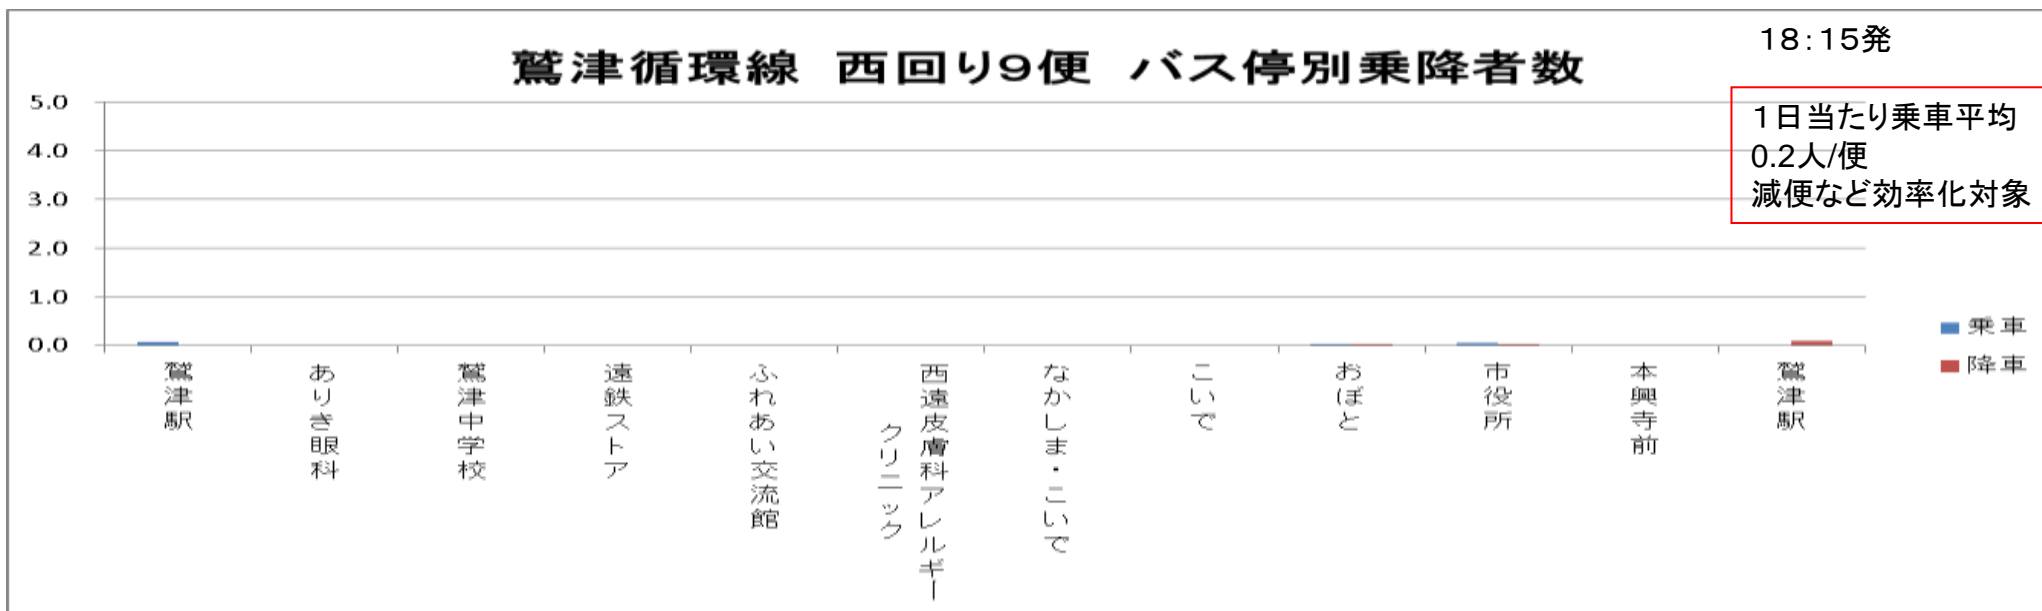 18:15発
鷲津循環線 西回り9便 バス停別乗降者数
1日当たり乗車平均
0.2人/便
減便など効率化対象
5.0
4.0
3.0
2.0
1.0
0.0
乗車
降車
鷲津駅
ありき眼科
鷲津中学校
遠鉄ストア
ふれあい交流館
西遠皮膚科アレルギー
クリニック
なかしま・こいで
こいで
おぼと
市役所
本興寺前
鷲津駅